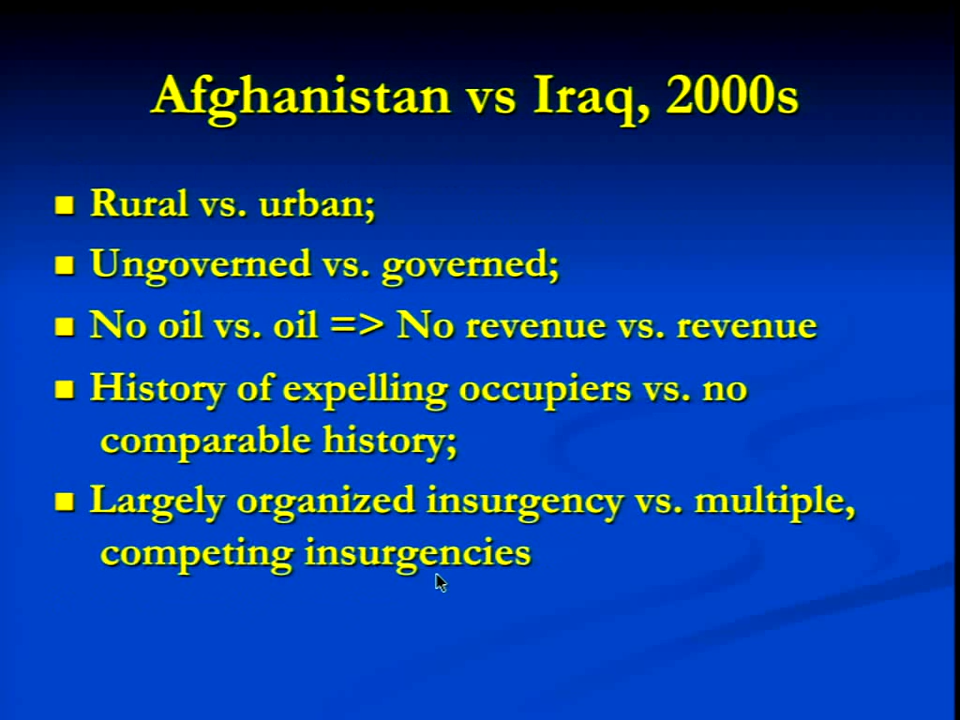 Afghanistan vs Iraq, 2000s
Rural vs. urban;
Ungoverned vs. governed;
No oil vs. oil => No revenue vs. revenue
History of expelling occupiers vs. no
comparable history;
Largely organized insurgency vs. multiple,
competing insurgencies